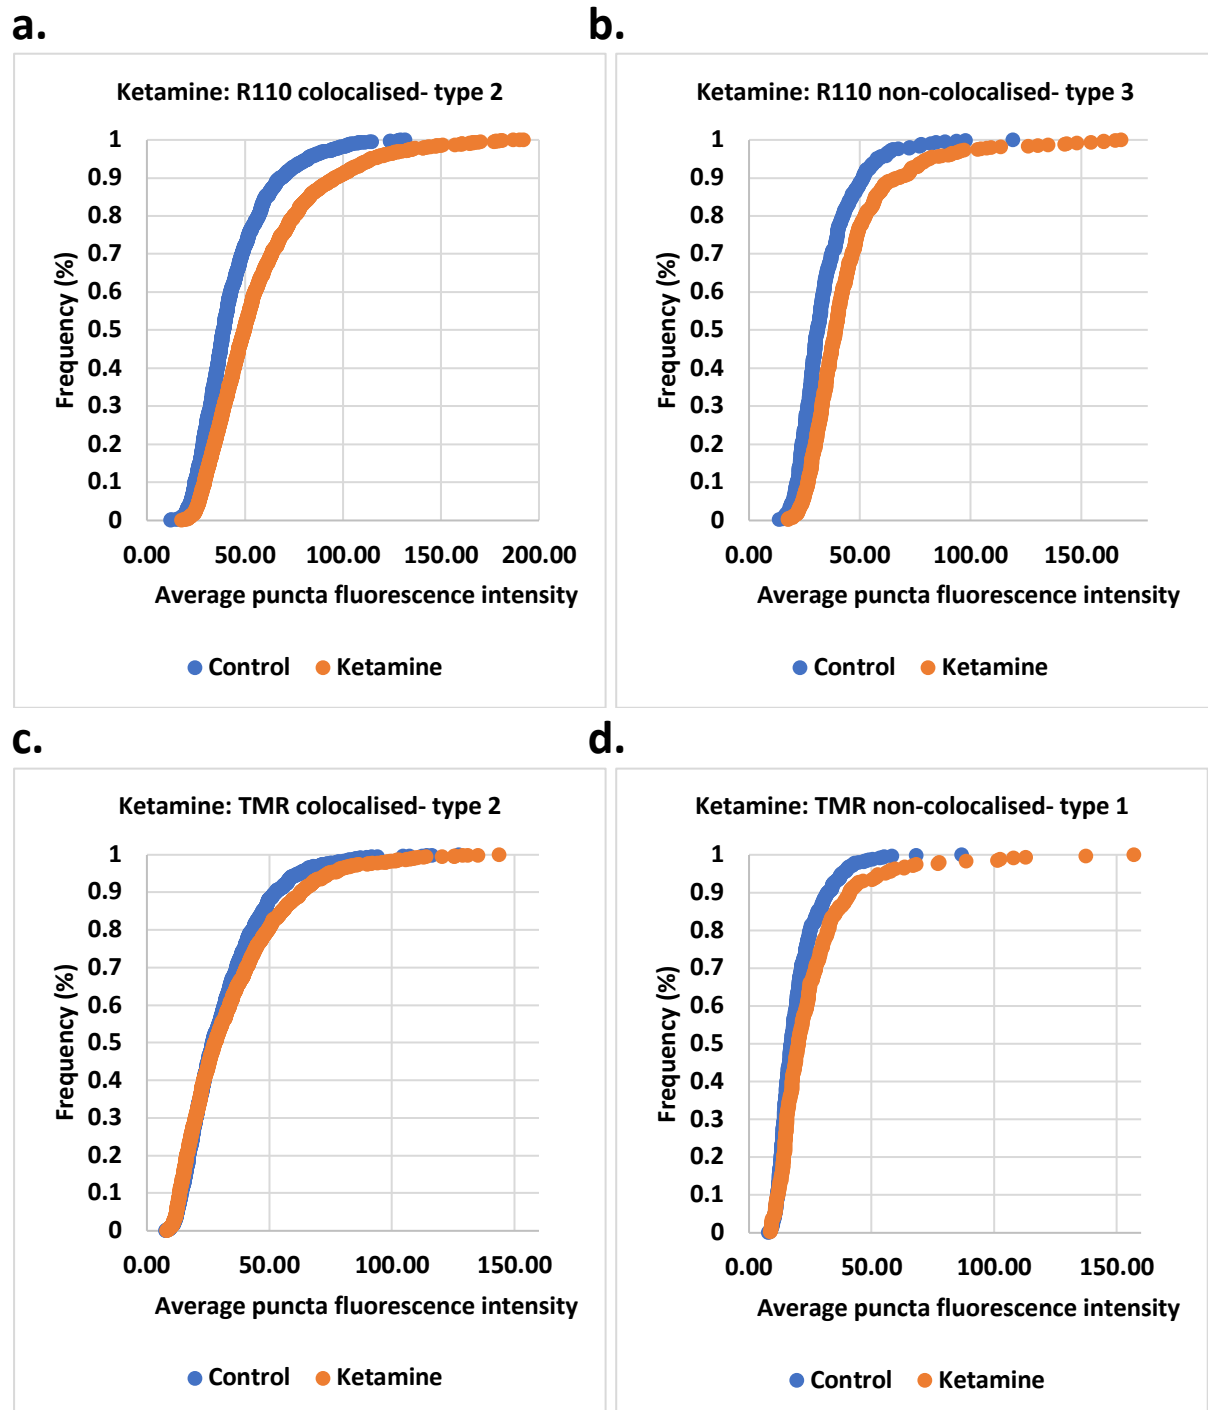 a.
Ketamine: R110 colocalised- type 2
1
0.9
0.8
0.7
0.6
0.5
0.4
0.3
0.2
0.1
0
Frequency (%)
0.00 50.00 100.00 150.00 200.00
Average puncta fluorescence intensity
Control Ketamine
b.
Ketamine: R110 non-colocalised- type 3
1
0.9
0.8
0.7
0.6
0.5
0.4
0.3
0.2
0.1
0
Frequency (%)
0.00 50.00 100.00 150.00
Average puncta fluorescence intensity
Control Ketamine
c.
Ketamine: TMR colocalised- type 2
1
0.9
0.8
0.7
0.6
0.5
0.4
0.3
0.2
0.1
0
Frequency (%)
0.00 50.00 100.00 150.00
Average puncta fluorescence intensity
Control Ketamine
d.
Ketamine: TMR non-colocalised- type 1
1
0.9
0.8
0.7
0.6
0.5
0.4
0.3
0.2
0.1
0
Frequency (%)
0.00 50.00 100.00 150.00
Average puncta fluorescence intensity
Control Ketamine